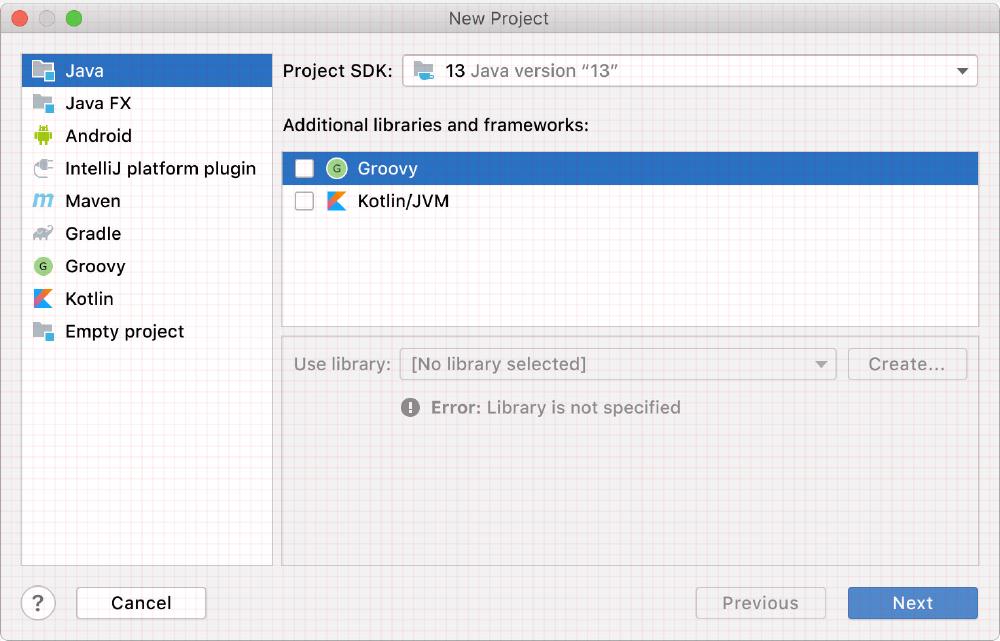 New Project
Java
Java FX
Android
IntelliJ platform plugin
Maven
Gradle
Groovy
Kotlin
Empty project
Project SDK: 13 Java version “13”
Additional libraries and frameworks:
G Groovy
Kotlin/JVM
Use library: [No library selected] Create...
Error: Library is not specified
? Cancel Previous Next